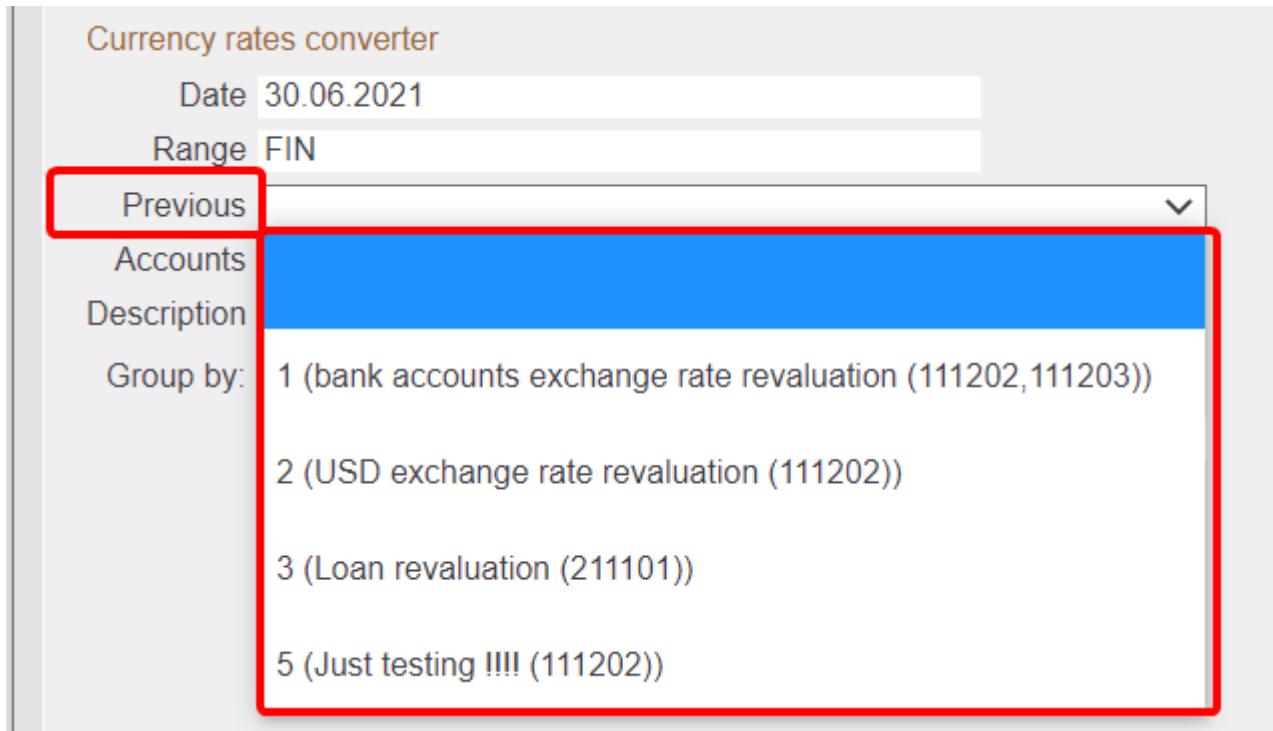 Currency rates converter
Date 30.06.2021
Range FIN
Previous
Accounts
Description
Group by: 1 (bank accounts exchange rate revaluation (111202,111203))
2 (USD exchange rate revaluation (111202))
3 (Loan revaluation (211101))
5 (Just testing !!!! (111202))